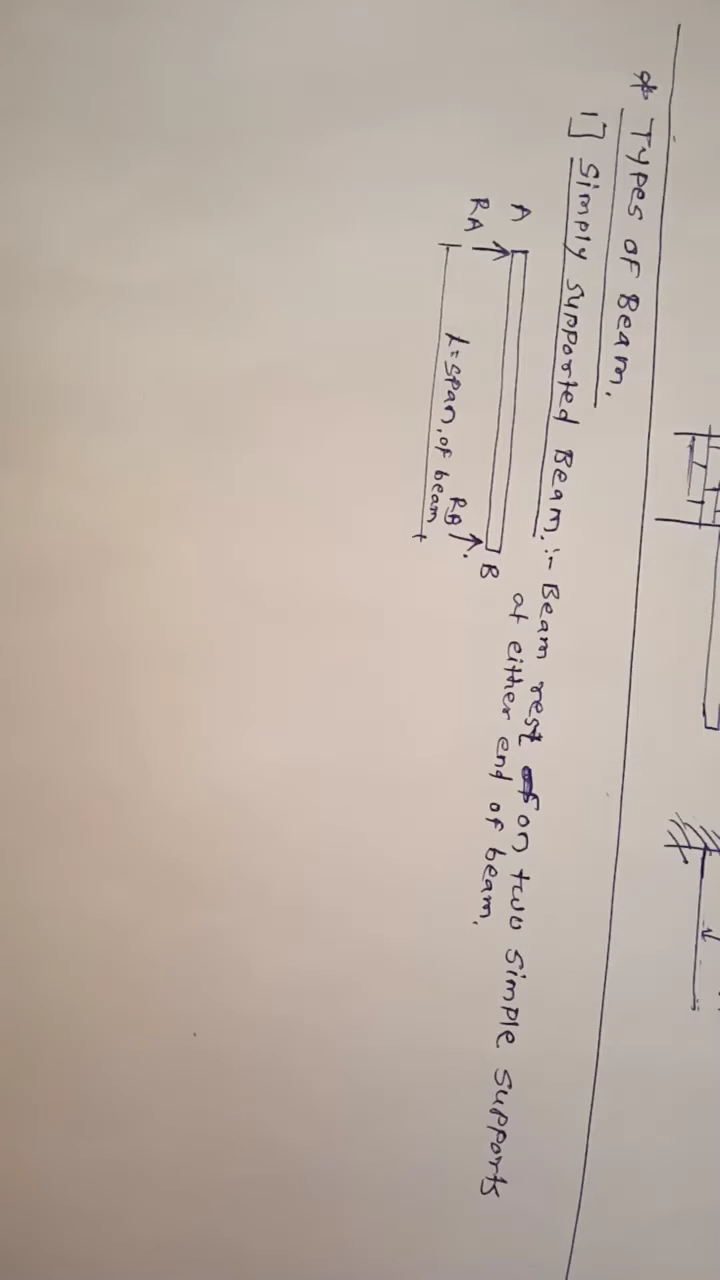 * Types of Beam.
1] Simply supported Beam. :- Beam rest on two simple supports
at either end of beam.
A
B
RA
RB
l = span of beam